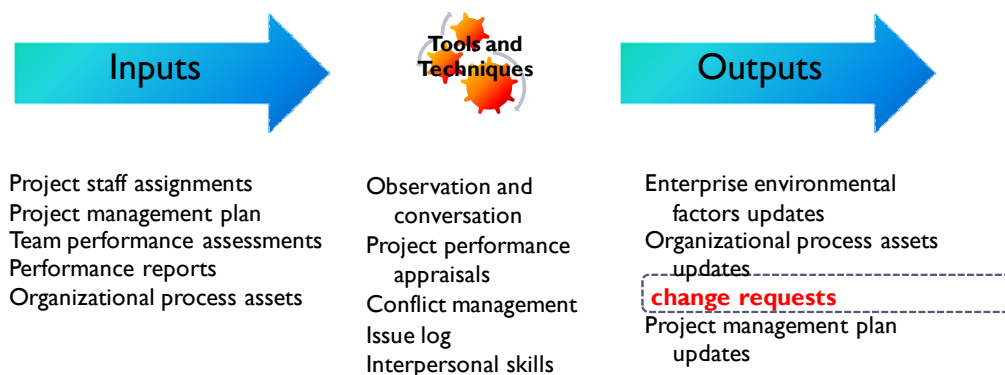 Inputs
Tools and
Techniques
Outputs
Project staff assignments
Project management plan
Team performance assessments
Performance reports
Organizational process assets
Observation and
conversation
Project performance
appraisals
Conflict management
Issue log
Interpersonal skills
Enterprise environmental
factors updates
Organizational process assets
updates
change requests
Project management plan
updates